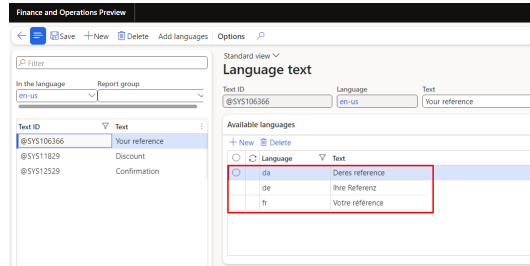 Finance and Operations Preview
Save New Delete Add languages Options
Filter
In the language Report group
en-us
Text ID Text
@SYS106366 Your reference
@SYS11829 Discount
@SYS12529 Confirmation
Standard view
Language text
Text ID Language Text
@SYS106366 en-us Your reference
Available languages
New Delete
Language Text
da Deres reference
de Ihre Referenz
fr Votre référence